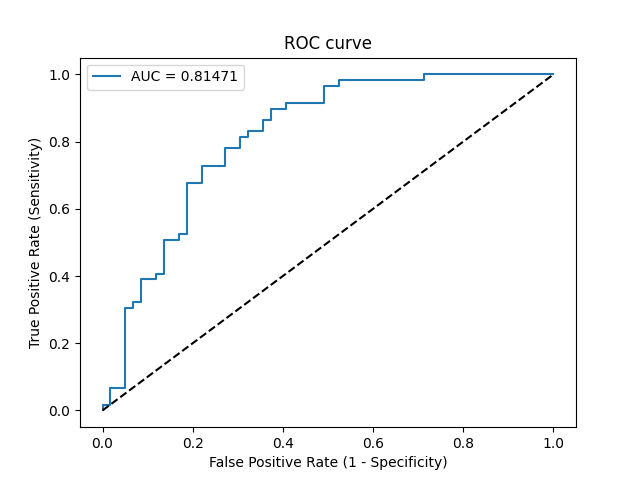 ROC curve
AUC = 0.81471
True Positive Rate (Sensitivity)
1.0
0.8
0.6
0.4
0.2
0.0
0.0 0.2 0.4 0.6 0.8 1.0
False Positive Rate (1 - Specificity)